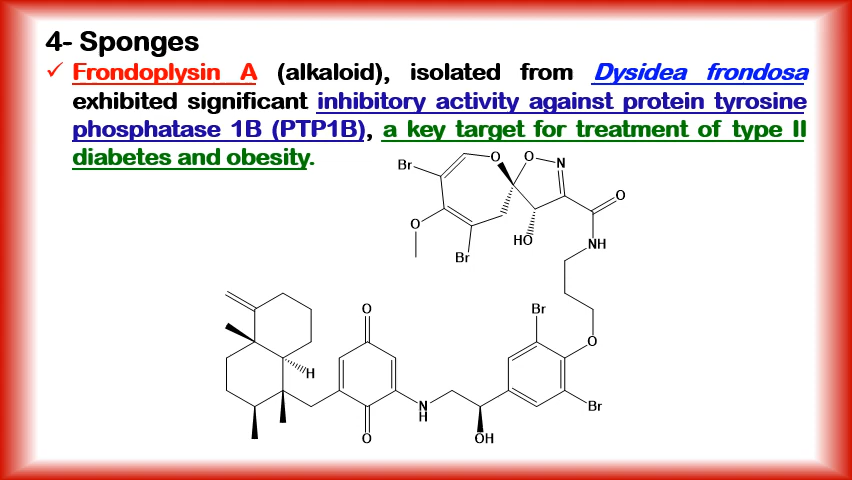 4- Sponges
✓ Frondoplysin A (alkaloid), isolated from Dysidea frondosa
exhibited significant inhibitory activity against protein tyrosine
phosphatase 1B (PTP1B), a key target for treatment of type II
diabetes and obesity.
Br O O N
O
O
HO NH
Br
O Br
O
H
N
H
Br
O OH